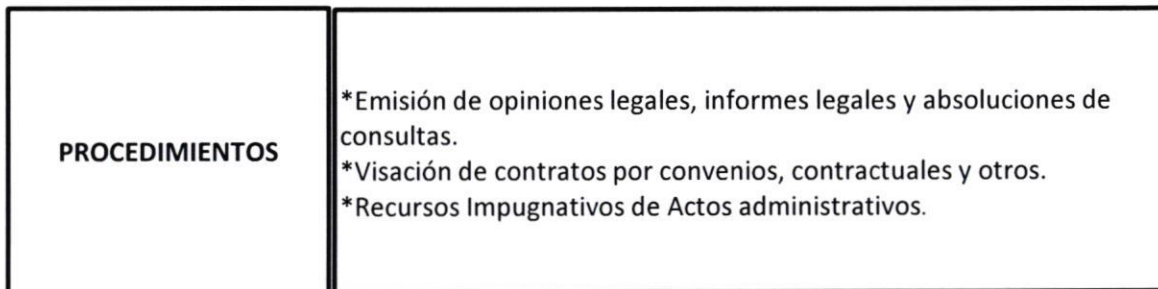 PROCEDIMIENTOS
*Emisión de opiniones legales, informes legales y absoluciones de
consultas.
*Visación de contratos por convenios, contractuales y otros.
*Recursos Impugnativos de Actos administrativos.